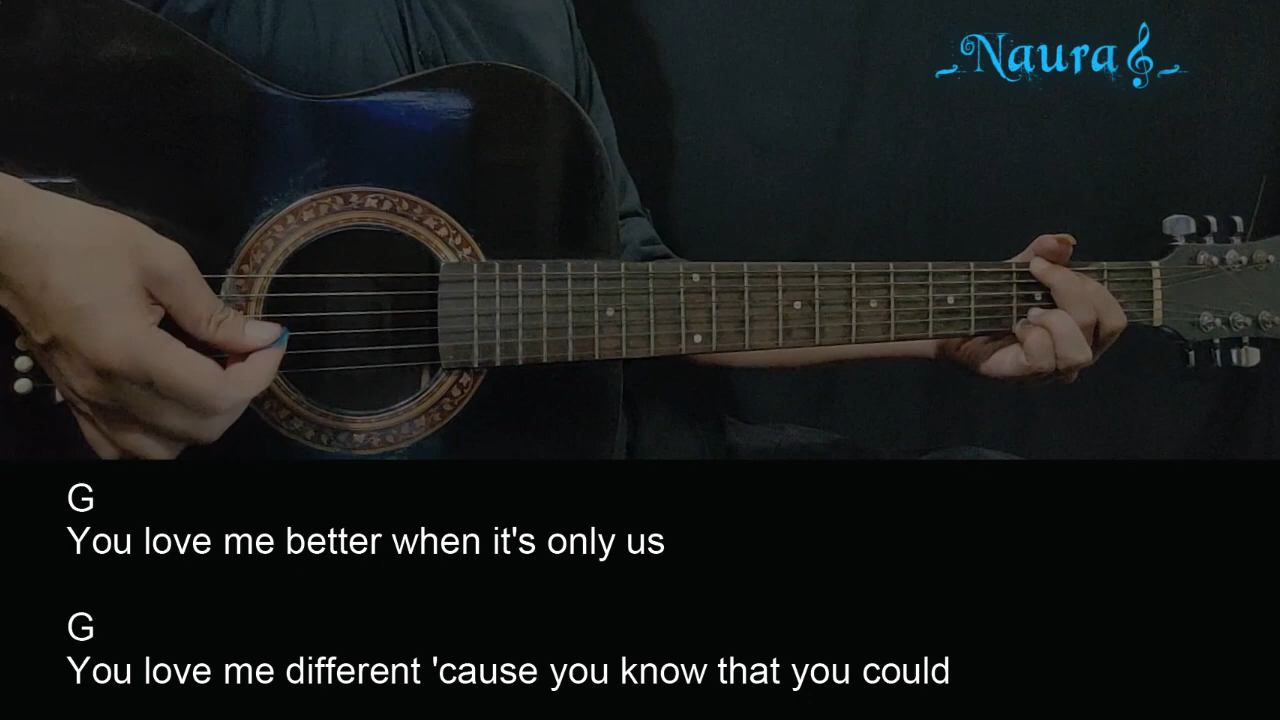 Naura
G
You love me better when it's only us
G
You love me different 'cause you know that you could